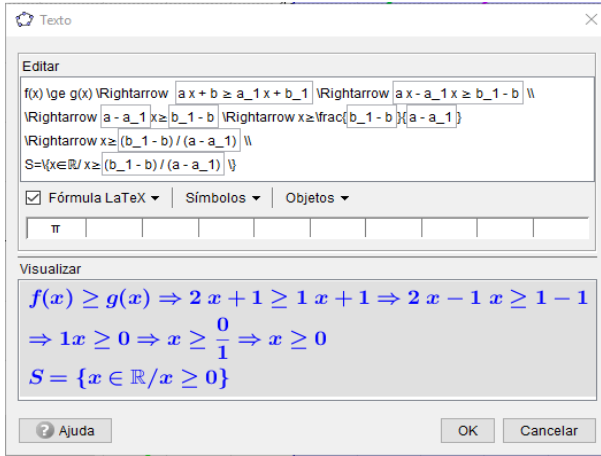 Texto
Editar
f(x) \ge g(x) \Rightarrow a x + b ≥ a_1 x + b_1 \Rightarrow a x - a_1 x ≥ b_1 - b \\
\Rightarrow a - a_1 x≥ b_1 - b \Rightarrow x≥\frac{ b_1 - b }{ a - a_1 }
\Rightarrow x≥ (b_1 - b) / (a - a_1) \\
S=\{x∈ℝ/ x≥ (b_1 - b) / (a - a_1) \}
Fórmula LaTeX Símbolos Objetos
π
Visualizar
f(x) ≥ g(x) ⇒ 2 x + 1 ≥ 1 x + 1 ⇒ 2 x − 1 x ≥ 1 − 1
⇒ 1x ≥ 0 ⇒ x ≥ 0/1 ⇒ x ≥ 0
S = {x ∈ ℝ/x ≥ 0}
Ajuda OK Cancelar